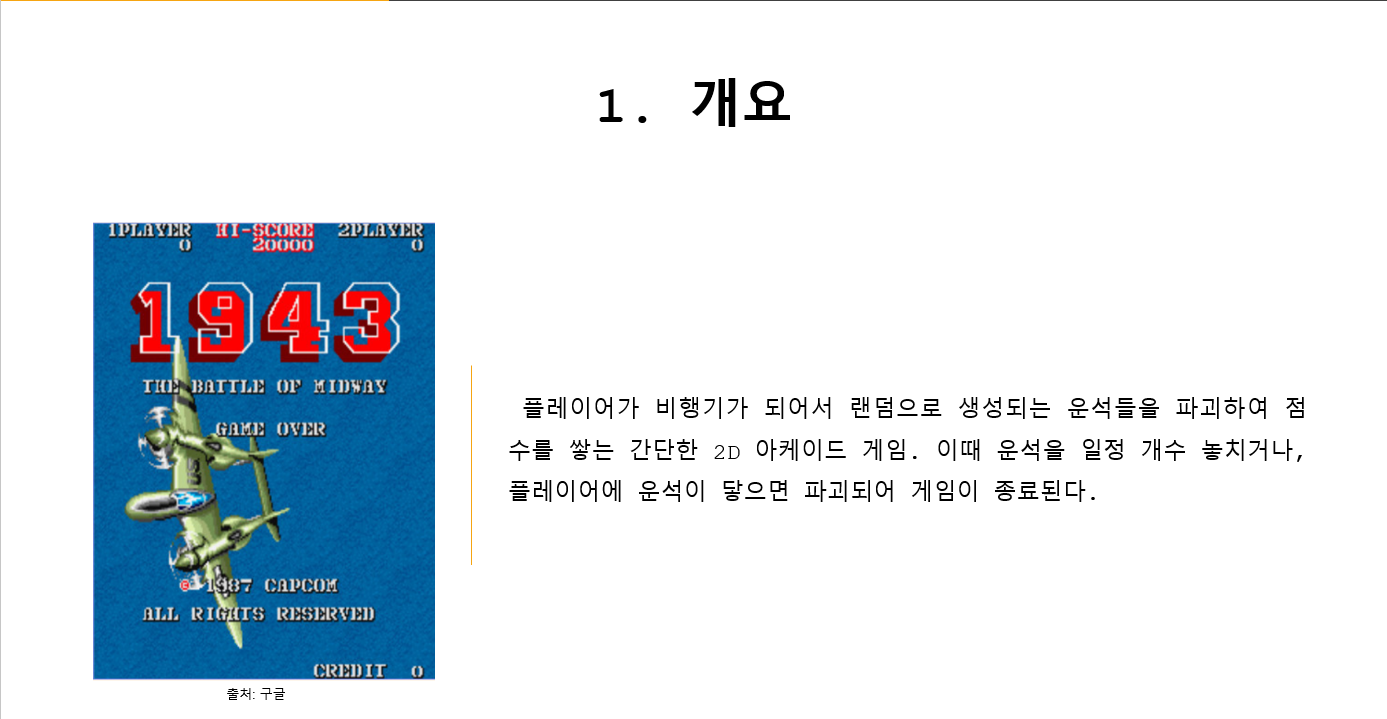 1. 개요
1PLAYER HI-SCORE 2PLAYER
0 20000 0
1943
THE BATTLE OF MIDWAY
GAME OVER
© 1987 CAPCOM
ALL RIGHTS RESERVED
CREDIT 0
출처: 구글
플레이어가 비행기가 되어서 랜덤으로 생성되는 운석들을 파괴하여 점
수를 쌓는 간단한 2D 아케이드 게임. 이때 운석을 일정 개수 놓치거나,
플레이어에 운석이 닿으면 파괴되어 게임이 종료된다.